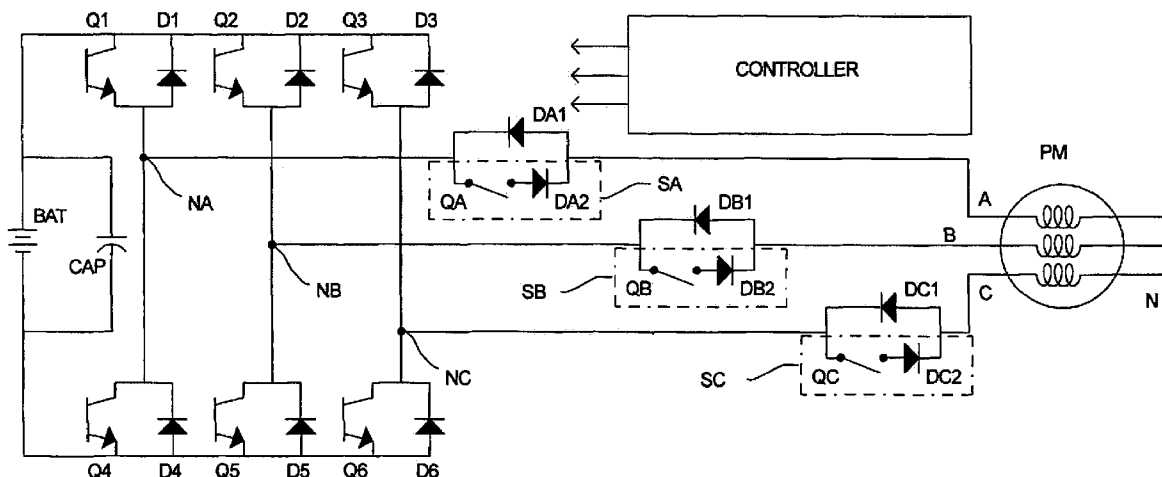 Q1 D1 Q2 D2 Q3 D3
CONTROLLER
DA1
PM
QA DA2 SA
NA
A
DB1
BAT
B
CAP
NB
SB QB DB2
C
DC1
N
NC
SC QC DC2
Q4 D4 Q5 D5 Q6 D6